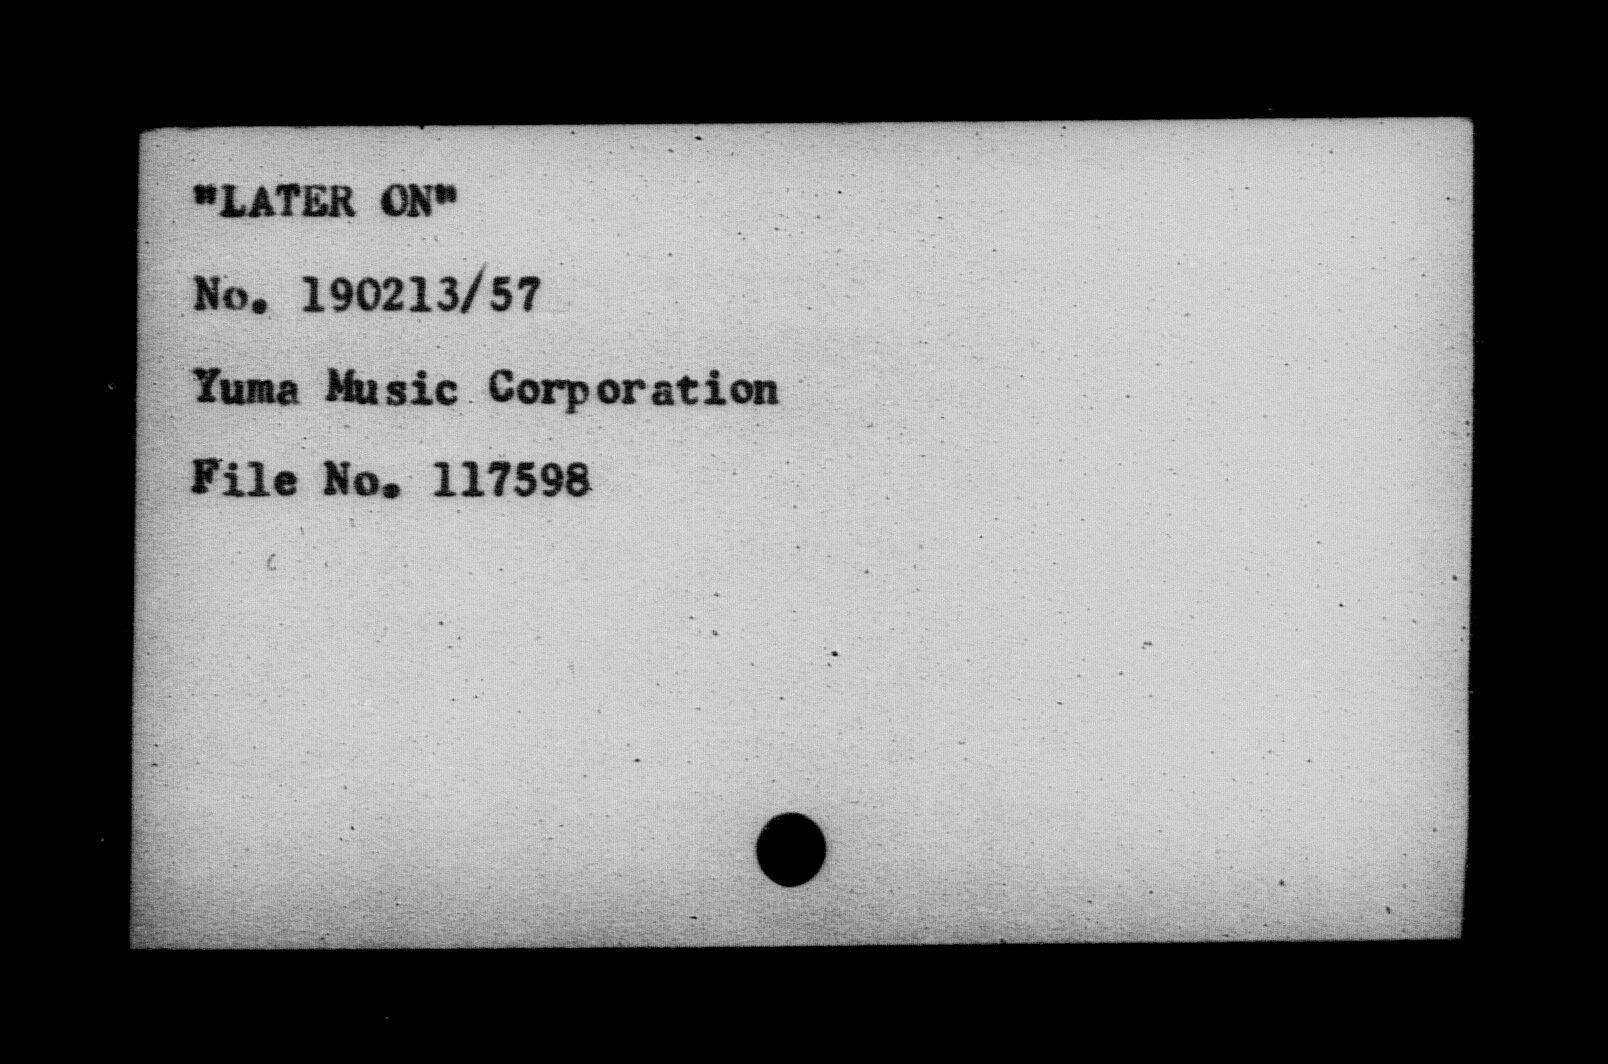 "LATER ON"
No. 190213/57
Yuma Music Corporation
File No. 117598